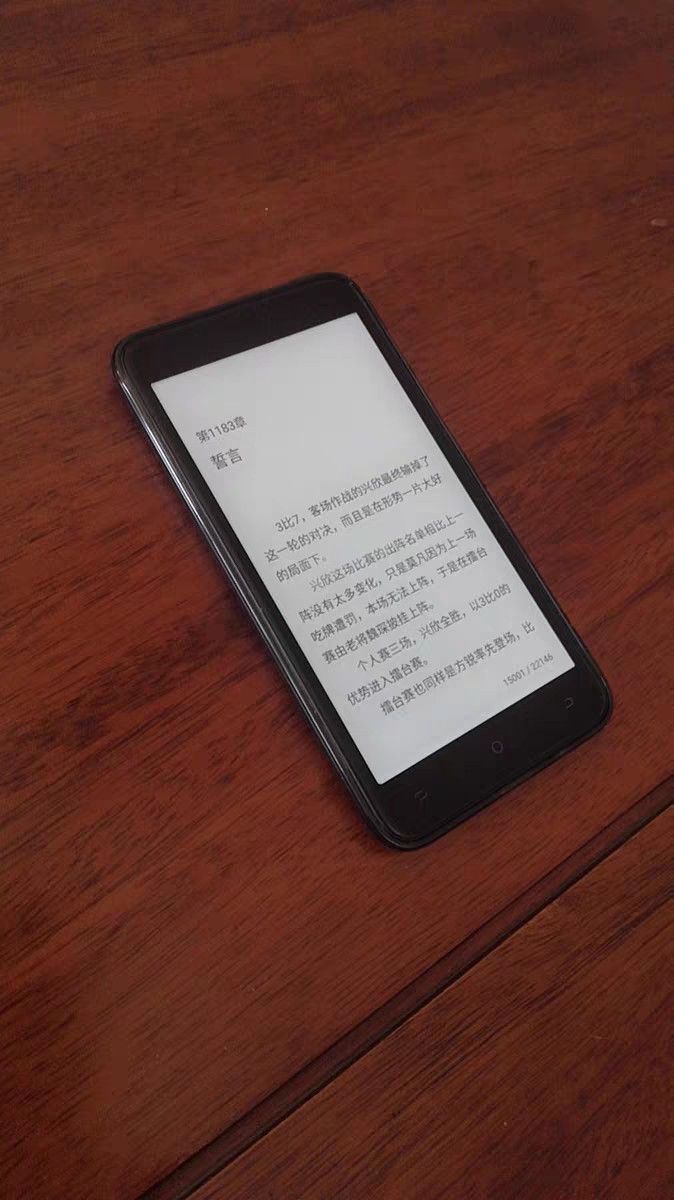 第1183章
誓言
3比7，客场作战的兴欣最终输掉了
这一轮的对决，而且是在形势一片大好
的局面下。
兴欣这场比赛的出阵名单相比上一
阵没有太多变化，只是莫凡因为上一场
吃牌遭罚，本场无法上阵，于是在擂台
赛由老将魏琛披挂上阵。
个人赛三场，兴欣全胜，以3比0的
优势进入擂台赛。
擂台赛也同样是方锐率先登场，比
15001 / 22146